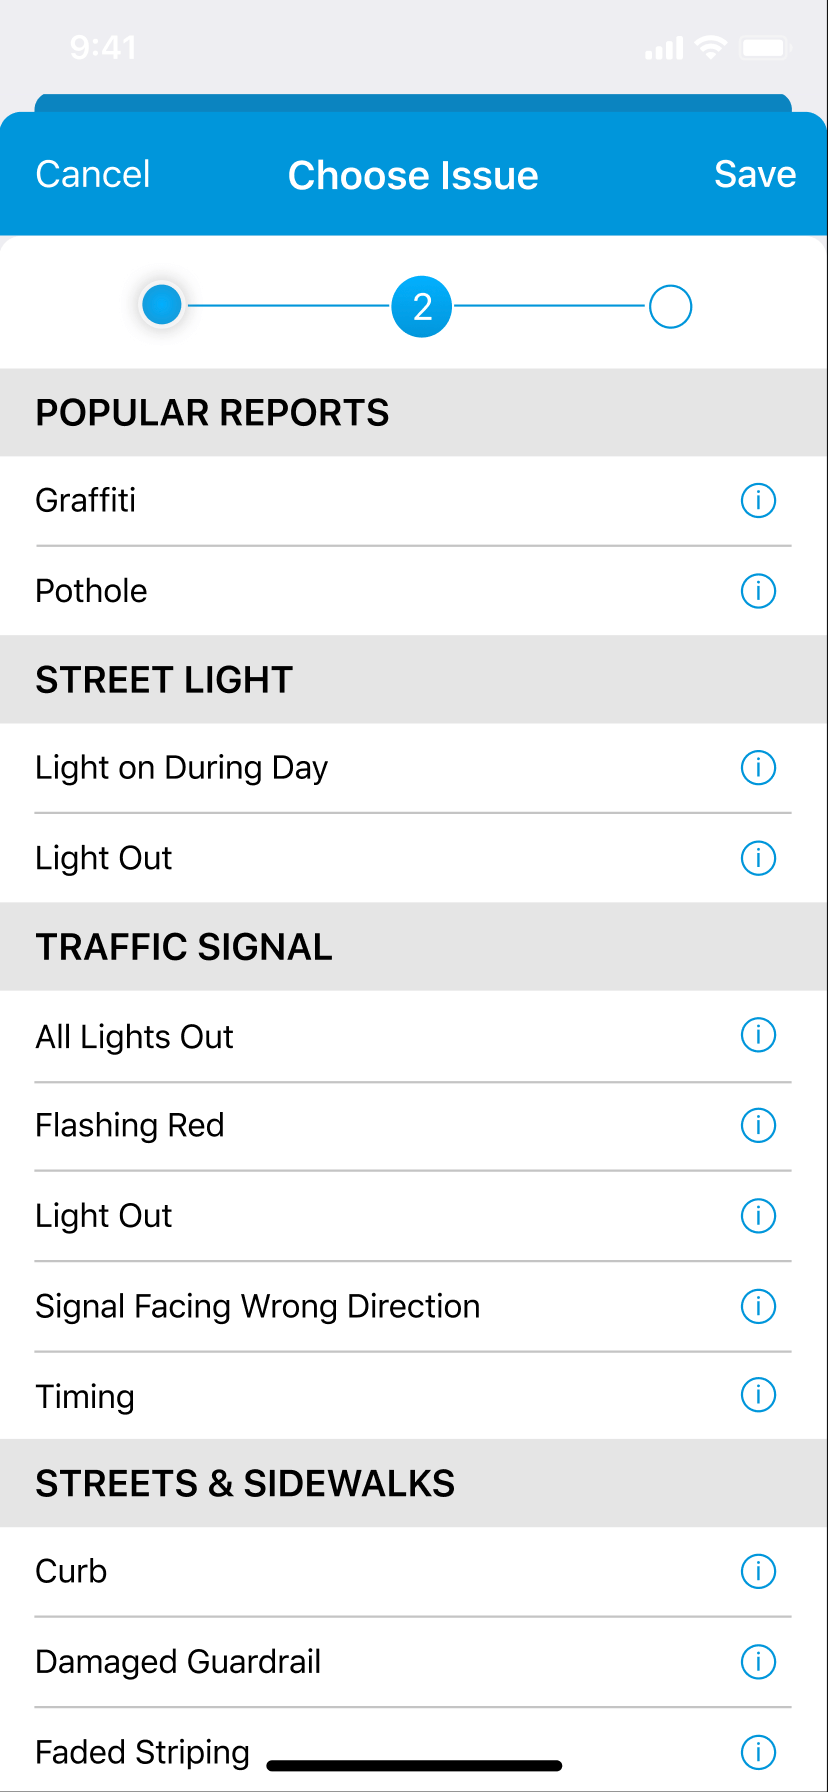 9:41
Cancel Choose Issue Save
2
POPULAR REPORTS
Graffiti
Pothole
STREET LIGHT
Light on During Day
Light Out
TRAFFIC SIGNAL
All Lights Out
Flashing Red
Light Out
Signal Facing Wrong Direction
Timing
STREETS & SIDEWALKS
Curb
Damaged Guardrail
Faded Striping